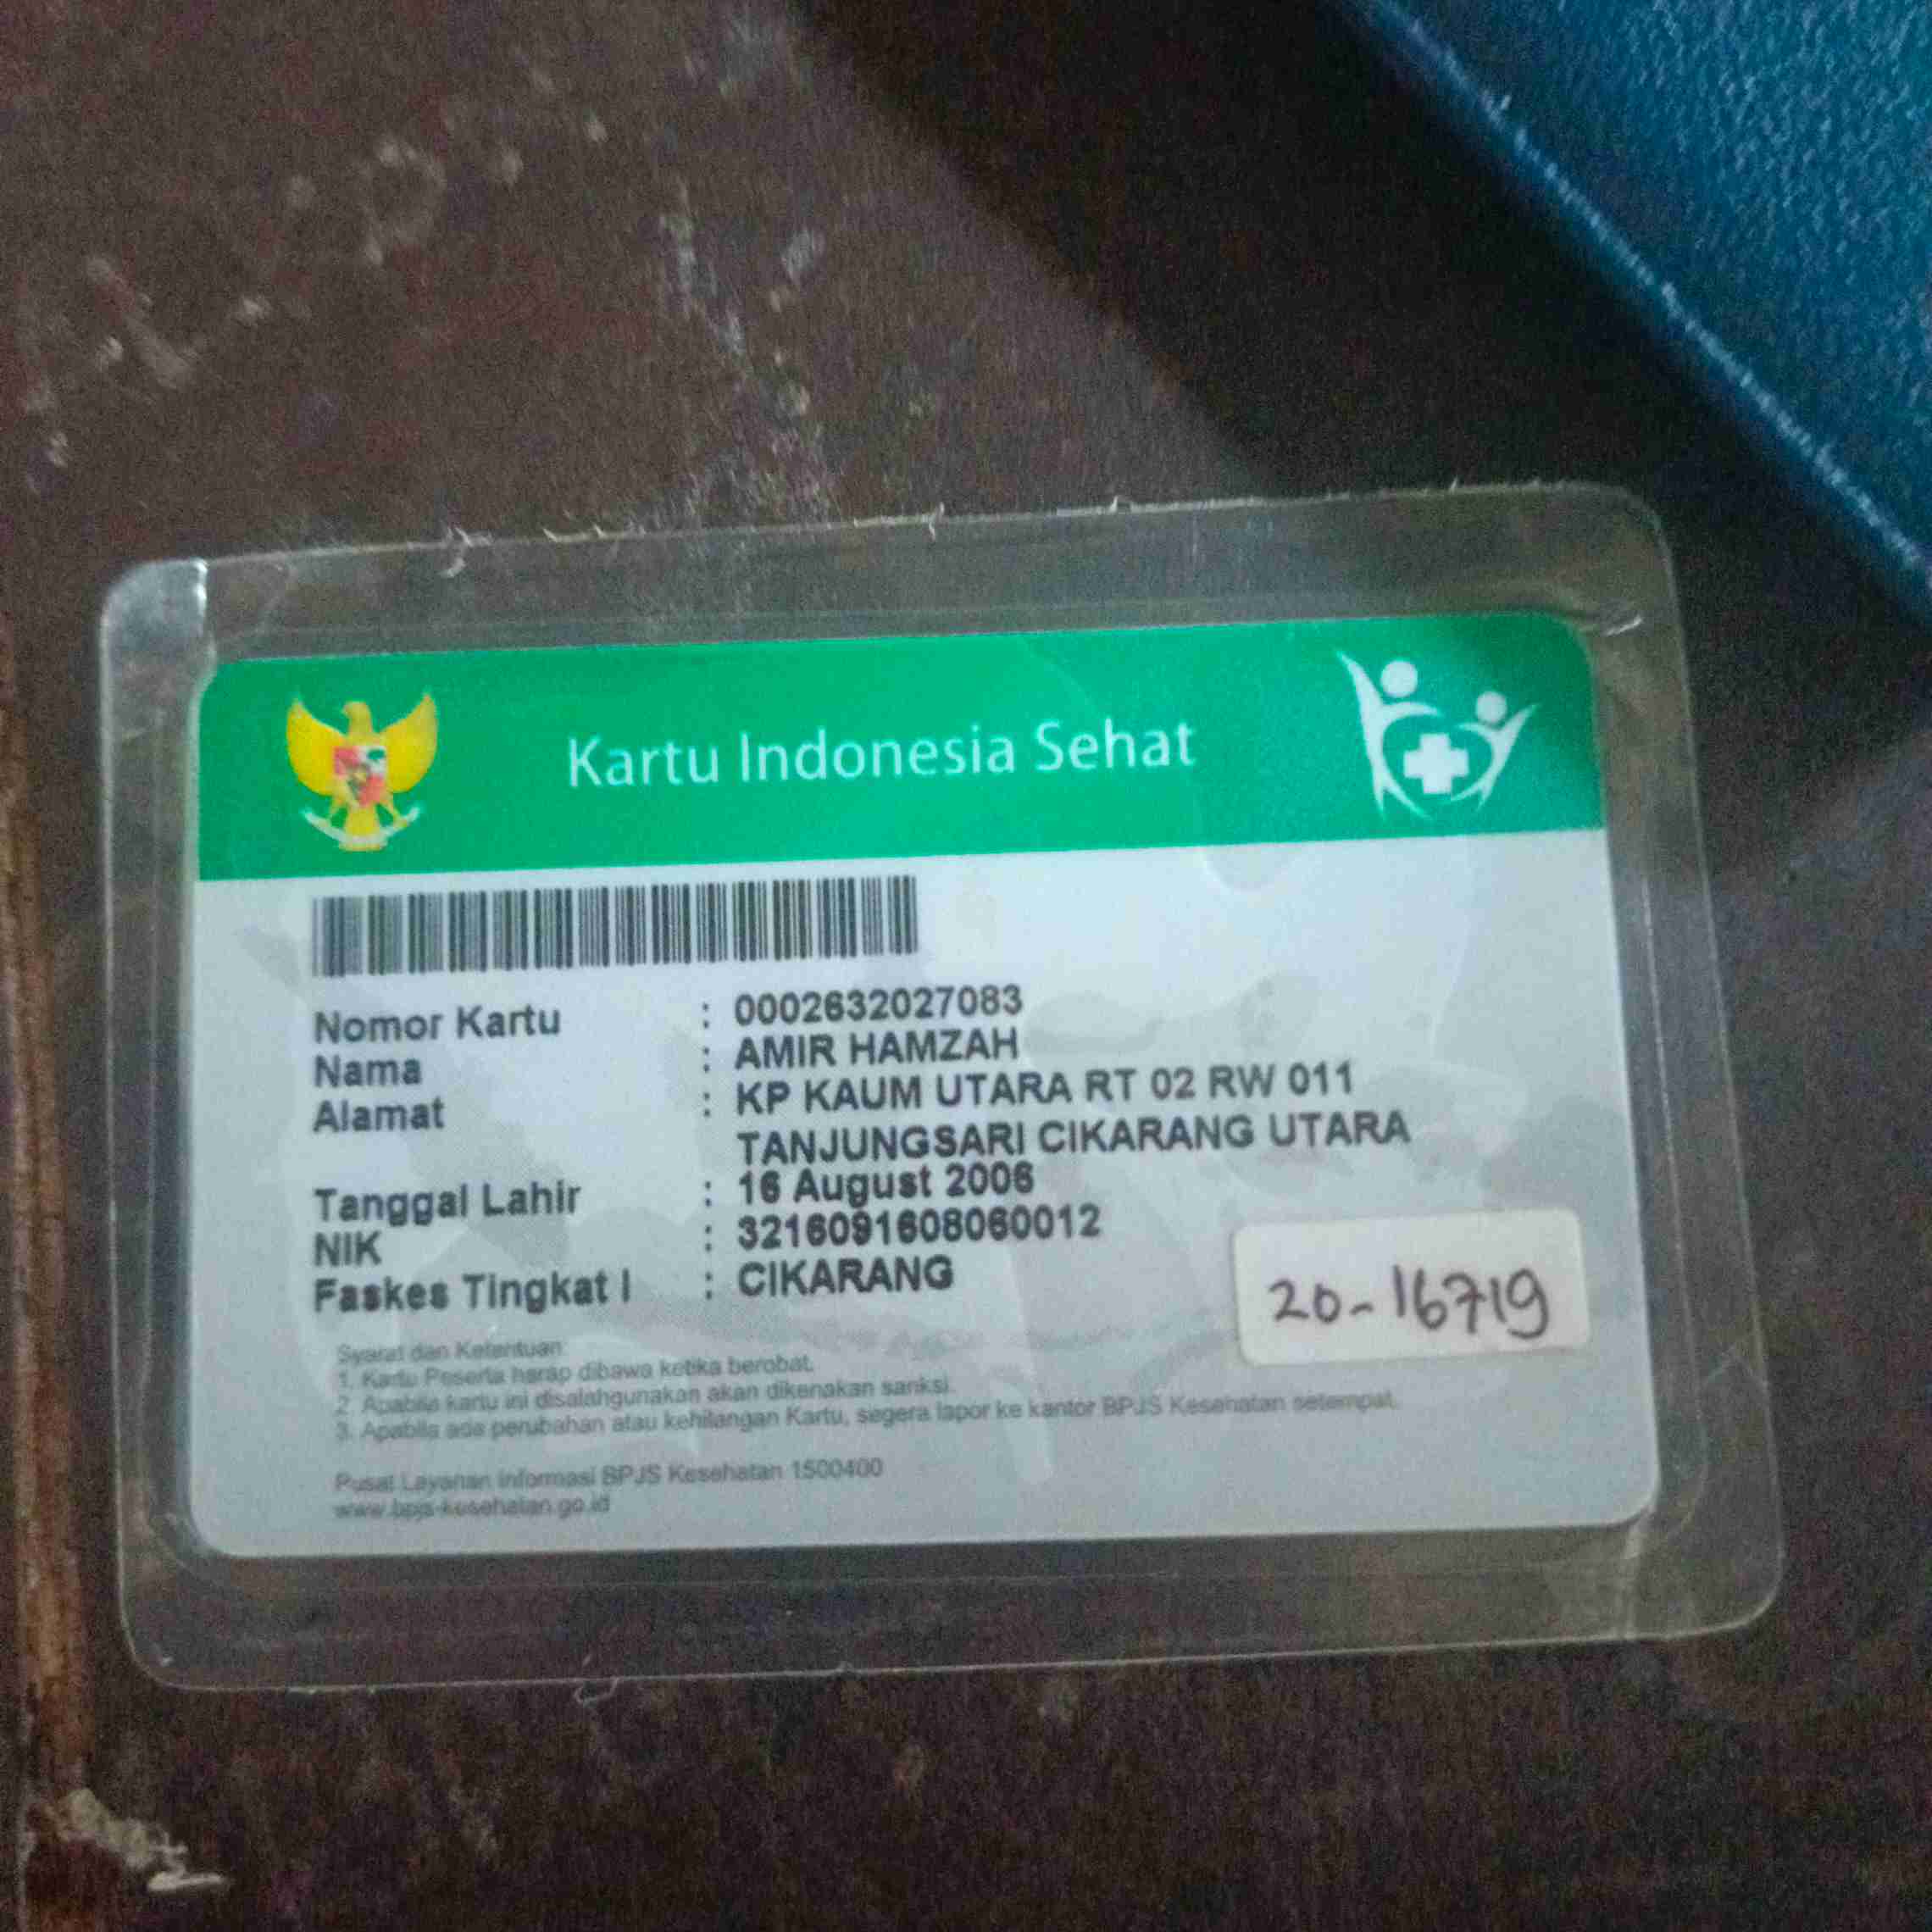 Kartu Indonesia Sehat
Nomor Kartu : 0002632027083
Nama : AMIR HAMZAH
Alamat : KP KAUM UTARA RT 02 RW 011
TANJUNGSARI CIKARANG UTARA
Tanggal Lahir : 16 August 2006
NIK : 3216091608060012
Faskes Tingkat I : CIKARANG
20-16719
Syarat dan Ketentuan:
1. Kartu Peserta harap dibawa ketika berobat.
2. Apabila kartu ini disalahgunakan akan dikenakan sanksi.
3. Apabila ada perubahan atau kehilangan Kartu, segera lapor ke kantor BPJS Kesehatan setempat.
Pusat Layanan Informasi BPJS Kesehatan 1500400
www.bpjs-kesehatan.go.id